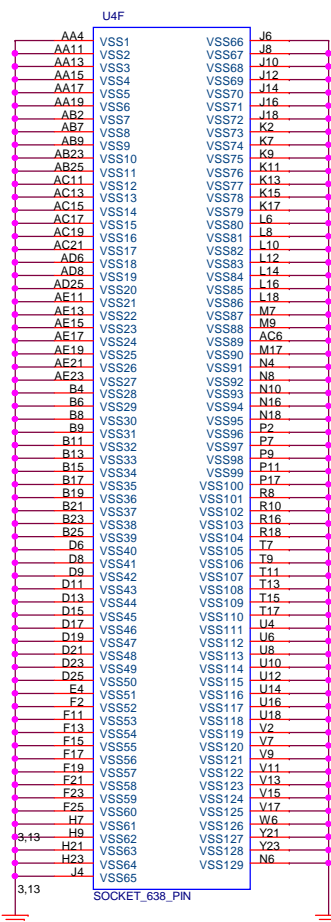 U4F
AA4 VSS1 VSS66 J6
AA11 VSS2 VSS67 J8
AA13 VSS3 VSS68 J10
AA15 VSS4 VSS69 J12
AA17 VSS5 VSS70 J14
AA19 VSS6 VSS71 J16
AB2 VSS7 VSS72 J18
AB7 VSS8 VSS73 K2
AB9 VSS9 VSS74 K7
AB23 VSS10 VSS75 K9
AB25 VSS11 VSS76 K11
AC11 VSS12 VSS77 K13
AC13 VSS13 VSS78 K15
AC15 VSS14 VSS79 K17
AC17 VSS15 VSS80 L6
AC19 VSS16 VSS81 L8
AC21 VSS17 VSS82 L10
AD6 VSS18 VSS83 L12
AD8 VSS19 VSS84 L14
AD25 VSS20 VSS85 L16
AE11 VSS21 VSS86 L18
AE13 VSS22 VSS87 M7
AE15 VSS23 VSS88 M9
AE17 VSS24 VSS89 AC6
AE19 VSS25 VSS90 M17
AE21 VSS26 VSS91 N4
AE23 VSS27 VSS92 N8
B4 VSS28 VSS93 N10
B6 VSS29 VSS94 N16
B8 VSS30 VSS95 N18
B9 VSS31 VSS96 P2
B11 VSS32 VSS97 P7
B13 VSS33 VSS98 P9
B15 VSS34 VSS99 P11
B17 VSS35 VSS100 P17
B19 VSS36 VSS101 R8
B21 VSS37 VSS102 R10
B23 VSS38 VSS103 R16
B25 VSS39 VSS104 R18
D6 VSS40 VSS105 T7
D8 VSS41 VSS106 T9
D9 VSS42 VSS107 T11
D11 VSS43 VSS108 T13
D13 VSS44 VSS109 T15
D15 VSS45 VSS110 T17
D17 VSS46 VSS111 U4
D19 VSS47 VSS112 U6
D21 VSS48 VSS113 U8
D23 VSS49 VSS114 U10
D25 VSS50 VSS115 U12
E4 VSS51 VSS116 U14
F2 VSS52 VSS117 U16
F11 VSS53 VSS118 U18
F13 VSS54 VSS119 V2
F15 VSS55 VSS120 V7
F17 VSS56 VSS121 V9
F19 VSS57 VSS122 V11
F21 VSS58 VSS123 V13
F23 VSS59 VSS124 V15
F25 VSS60 VSS125 V17
H7 VSS61 VSS126 W6
3,13 H9 VSS62 VSS127 Y21
H21 VSS63 VSS128 Y23
H23 VSS64 VSS129 N6
J4 VSS65
3,13
SOCKET_638_PIN